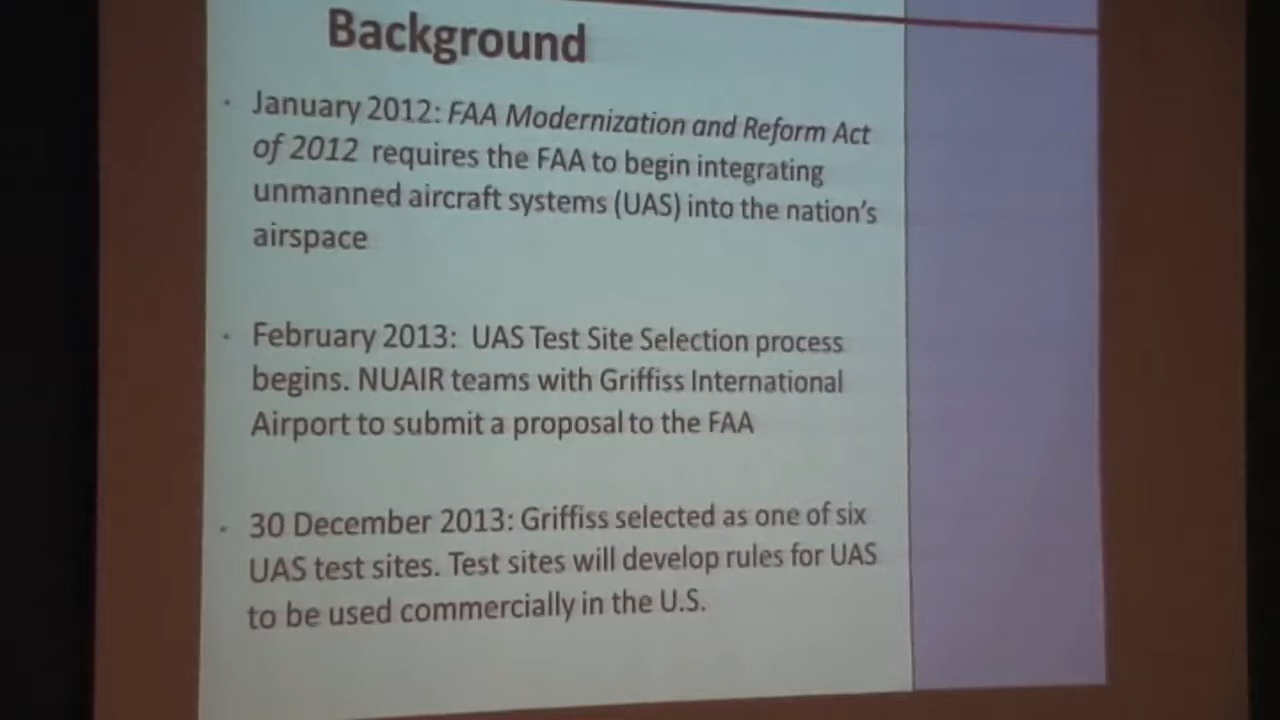 Background
· January 2012: FAA Modernization and Reform Act
of 2012 requires the FAA to begin integrating
unmanned aircraft systems (UAS) into the nation's
airspace
· February 2013: UAS Test Site Selection process
begins. NUAIR teams with Griffiss International
Airport to submit a proposal to the FAA
· 30 December 2013: Griffiss selected as one of six
UAS test sites. Test sites will develop rules for UAS
to be used commercially in the U.S.